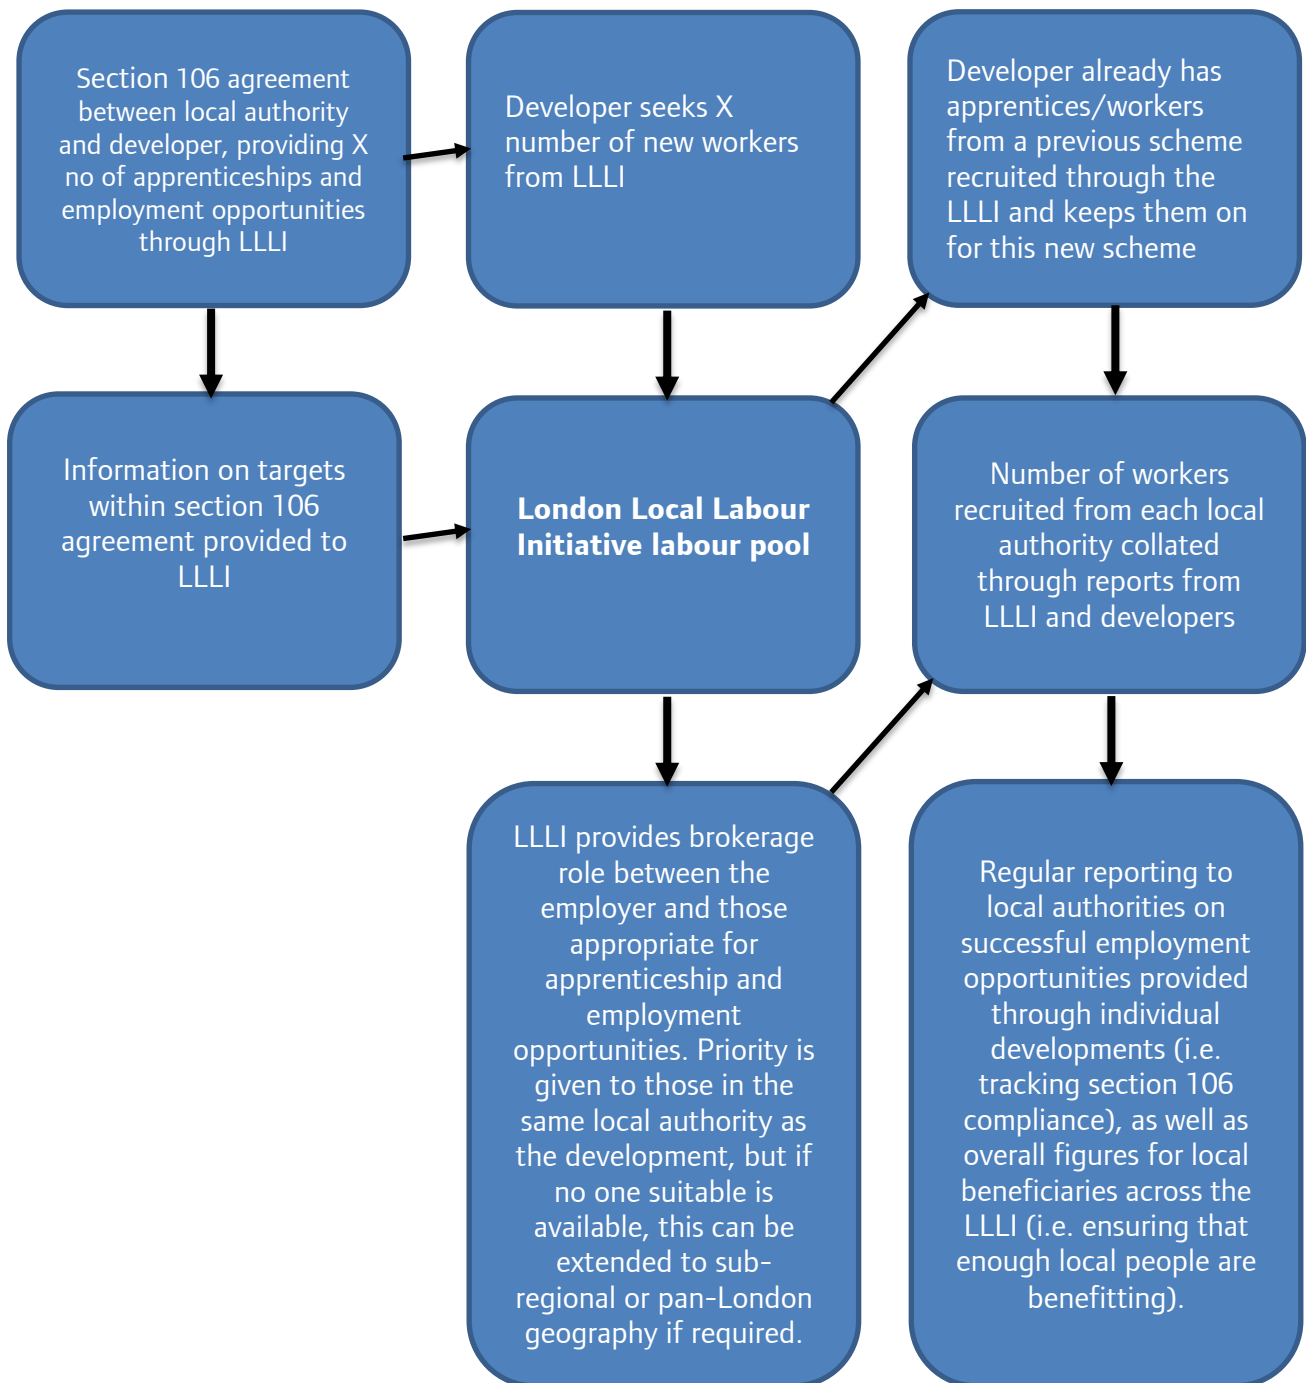 Section 106 agreement
between local authority
and developer, providing X
no of apprenticeships and
employment opportunities
through LLLI
Developer seeks X
number of new workers
from LLLI
Developer already has
apprentices/workers
from a previous scheme
recruited through the
LLLI and keeps them on
for this new scheme
Information on targets
within section 106
agreement provided to
LLLI
London Local Labour
Initiative labour pool
Number of workers
recruited from each local
authority collated
through reports from
LLLI and developers
LLLI provides brokerage
role between the
employer and those
appropriate for
apprenticeship and
employment
opportunities. Priority is
given to those in the
same local authority as
the development, but if
no one suitable is
available, this can be
extended to sub-
regional or pan-London
geography if required.
Regular reporting to
local authorities on
successful employment
opportunities provided
through individual
developments (i.e.
tracking section 106
compliance), as well as
overall figures for local
beneficiaries across the
LLLI (i.e. ensuring that
enough local people are
benefitting).